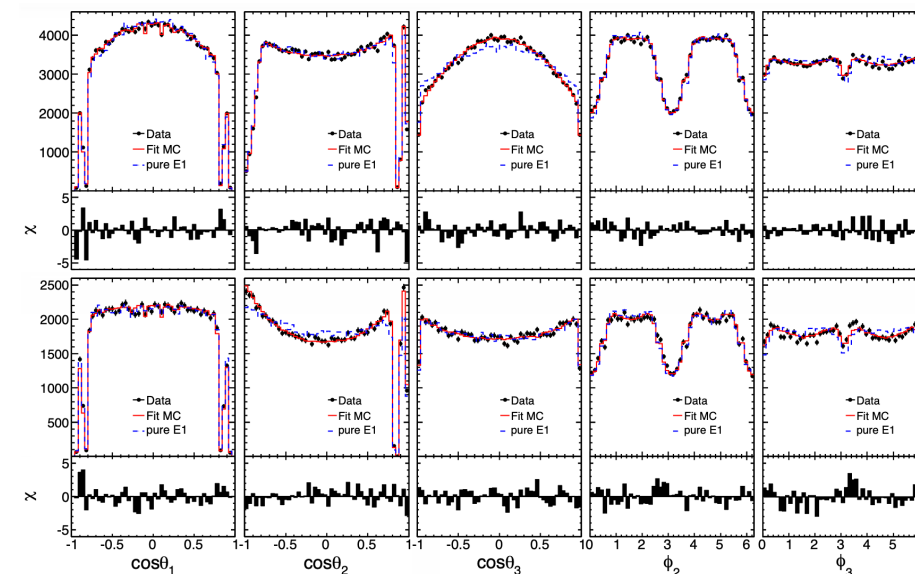 4000
3000
2000
1000
Data
Fit MC
pure E1
Data
Fit MC
pure E1
Data
Fit MC
pure E1
Data
Fit MC
pure E1
Data
Fit MC
pure E1
χ
5
0
-5
2500
2000
1500
1000
500
Data
Fit MC
pure E1
Data
Fit MC
pure E1
Data
Fit MC
pure E1
Data
Fit MC
pure E1
Data
Fit MC
pure E1
χ
5
0
-5
-1 -0.5 0 0.5 1-1 -0.5 0 0.5 1-1 -0.5 0 0.5 10 1 2 3 4 5 6 0 1 2 3 4 5
cosθ1 cosθ2 cosθ3 ϕ2 ϕ3